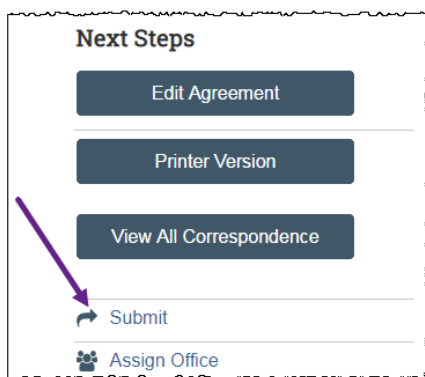 Next Steps
Edit Agreement
Printer Version
View All Correspondence
Submit
Assign Office